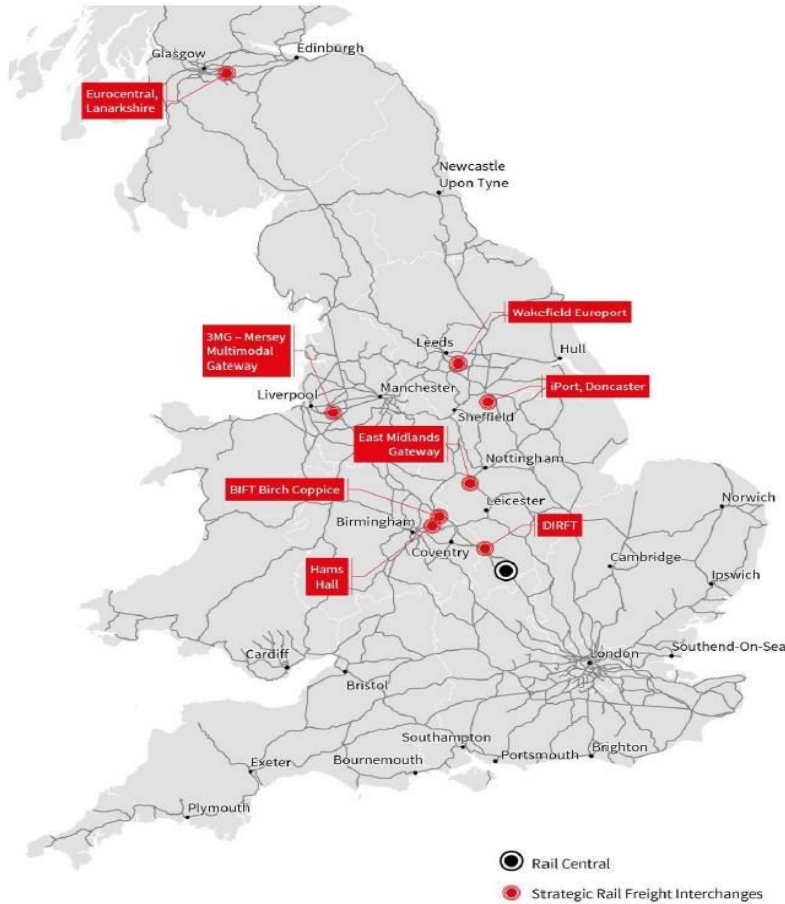 Glasgow
Edinburgh
Eurocentral,
Lanarkshire
Newcastle
Upon Tyne
Wakefield Europort
3MG – Mersey
Multimodal
Gateway
Leeds
Hull
iPort, Doncaster
Manchester
Liverpool
Sheffield
East Midlands
Gateway
Nottingham
BIFT Birch Coppice
Leicester
Norwich
Birmingham
DIRFT
Coventry
Cambridge
Hams
Hall
Ipswich
Cardiff
London
Southend-On-Sea
Bristol
Southampton
Bournemouth
Portsmouth
Brighton
Exeter
Plymouth
Rail Central
Strategic Rail Freight Interchanges